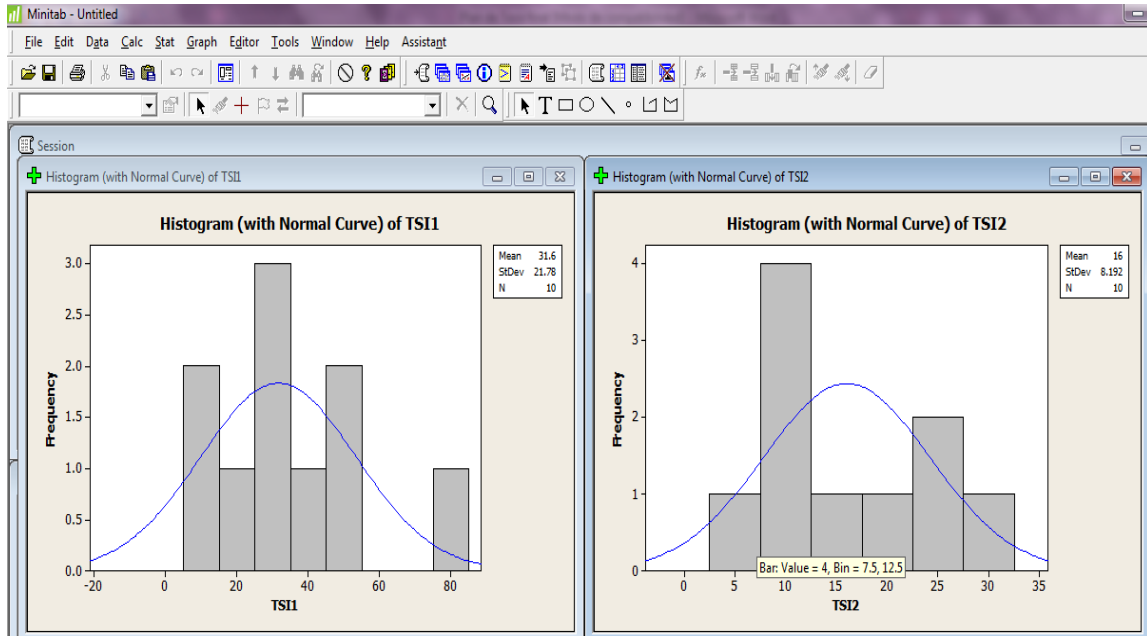 Minitab - Untitled
File Edit Data Calc Stat Graph Editor Tools Window Help Assistant
Session
Histogram (with Normal Curve) of TSI1
Histogram (with Normal Curve) of TSI1
Mean 31.6
StDev 21.78
N 10
3.0
2.5
2.0
1.5
1.0
0.5
0.0
Frequency
-20 0 20 40 60 80
TSI1
Histogram (with Normal Curve) of TSI2
Histogram (with Normal Curve) of TSI2
Mean 16
StDev 8.192
N 10
4
3
2
1
0
Frequency
Bar: Value = 4, Bin = 7.5, 12.5
0 5 10 15 20 25 30 35
TSI2